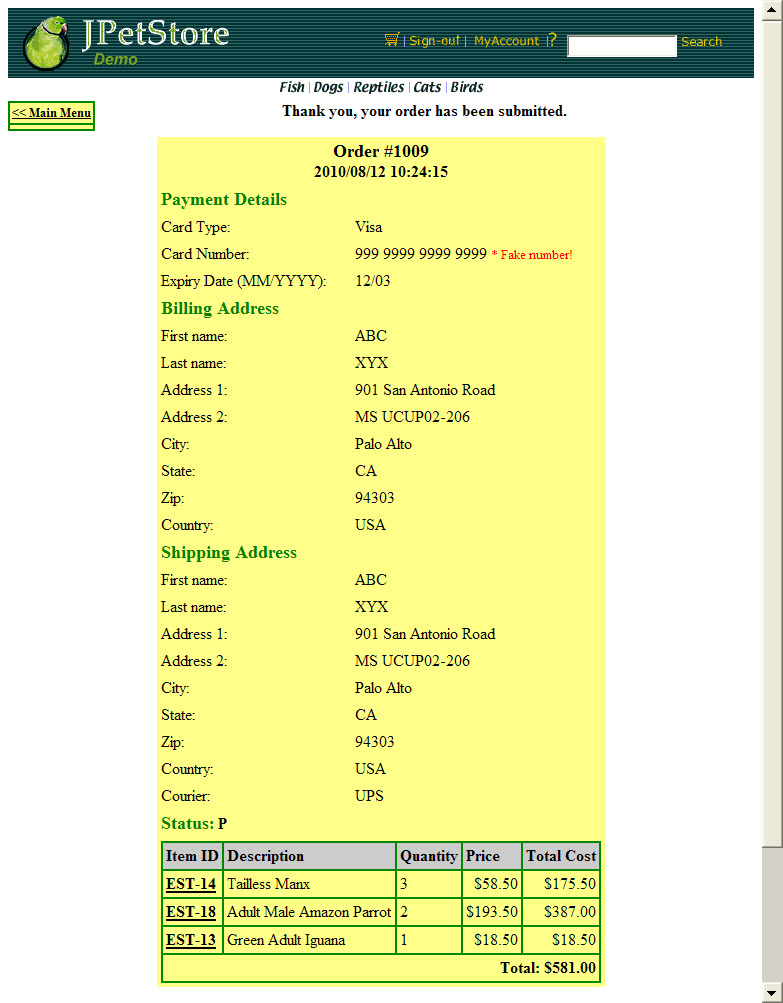 JPetStore
Demo
| Sign-out | MyAccount | ? Search
Fish | Dogs | Reptiles | Cats | Birds
<< Main Menu
Thank you, your order has been submitted.
Order #1009
2010/08/12 10:24:15
Payment Details
Card Type: Visa
Card Number: 999 9999 9999 9999 * Fake number!
Expiry Date (MM/YYYY): 12/03
Billing Address
First name: ABC
Last name: XYX
Address 1: 901 San Antonio Road
Address 2: MS UCUP02-206
City: Palo Alto
State: CA
Zip: 94303
Country: USA
Shipping Address
First name: ABC
Last name: XYX
Address 1: 901 San Antonio Road
Address 2: MS UCUP02-206
City: Palo Alto
State: CA
Zip: 94303
Country: USA
Courier: UPS
Status: P
Item ID Description Quantity Price Total Cost
EST-14 Tailless Manx 3 $58.50 $175.50
EST-18 Adult Male Amazon Parrot 2 $193.50 $387.00
EST-13 Green Adult Iguana 1 $18.50 $18.50
Total: $581.00